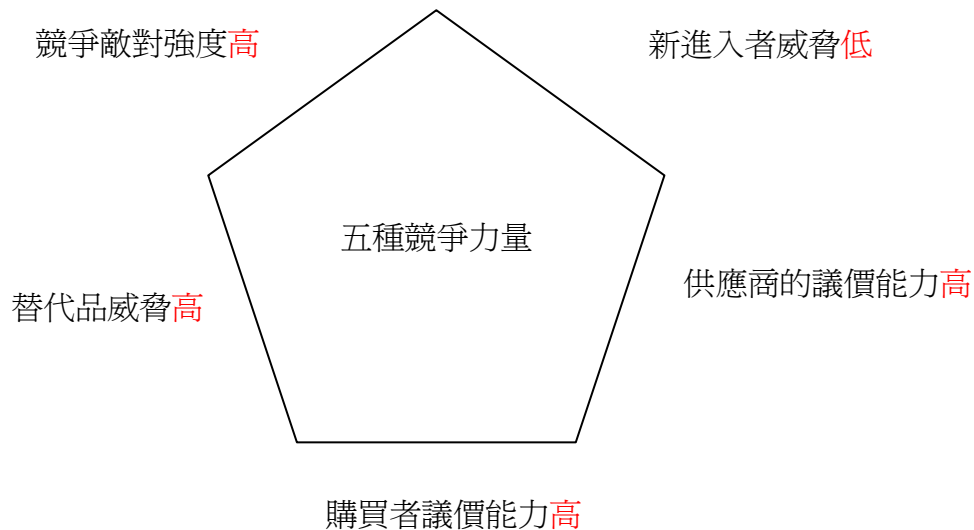 競爭敵對強度高
新進入者威脅低
五種競爭力量
供應商的議價能力高
替代品威脅高
購買者議價能力高